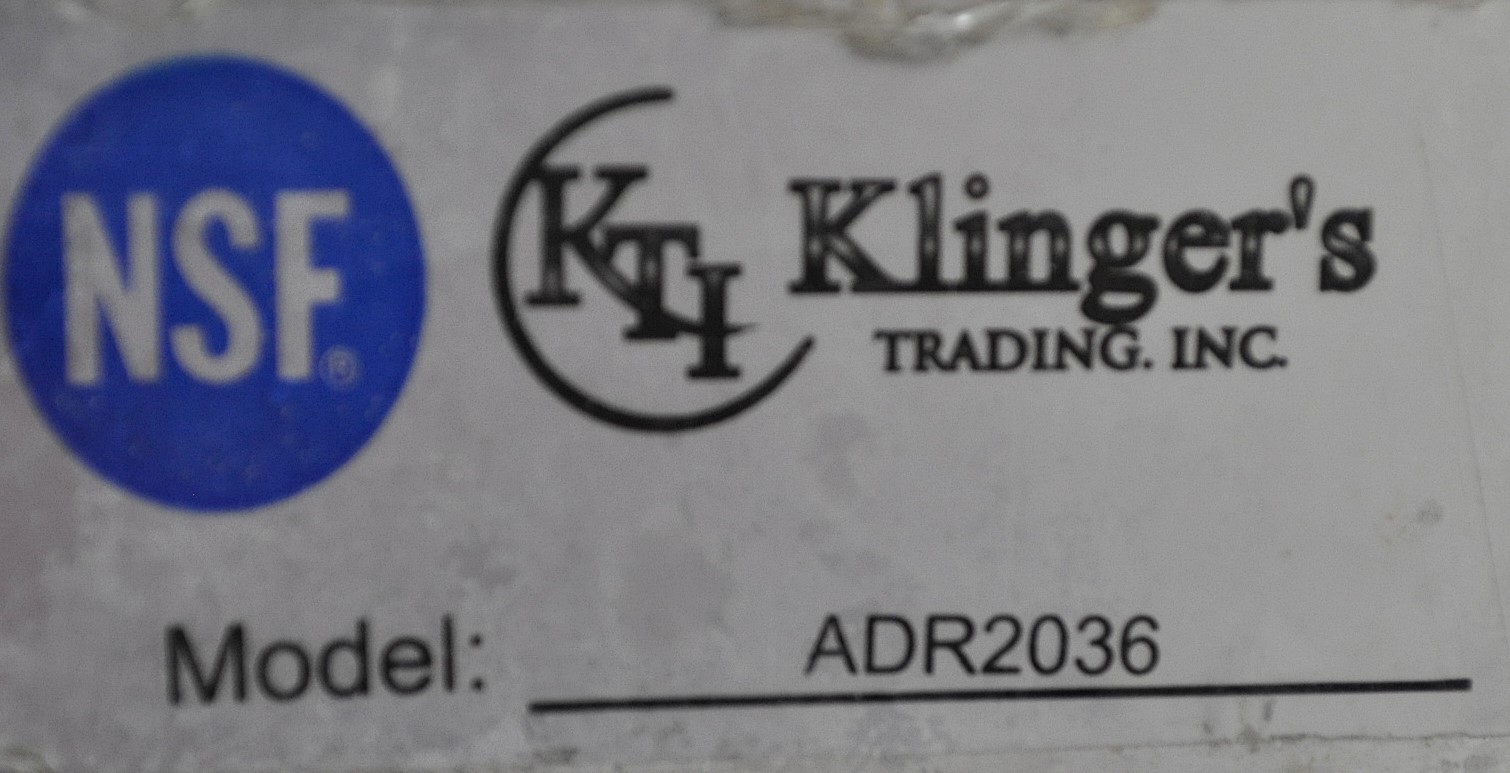 NSF®
KTI Klinger's
TRADING. INC.
Model: ADR2036